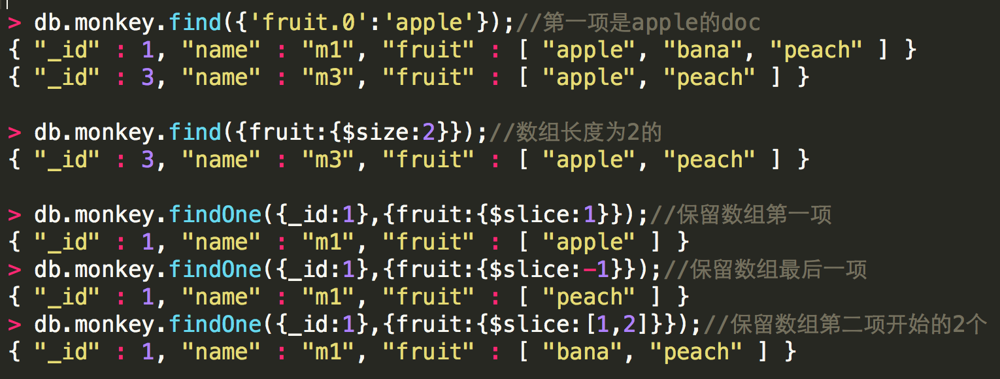 > db.monkey.find({'fruit.0':'apple'});//第一项是apple的doc
{ "_id" : 1, "name" : "m1", "fruit" : [ "apple", "bana", "peach" ] }
{ "_id" : 3, "name" : "m3", "fruit" : [ "apple", "peach" ] }
> db.monkey.find({fruit:{$size:2}});//数组长度为2的
{ "_id" : 3, "name" : "m3", "fruit" : [ "apple", "peach" ] }
> db.monkey.findOne({_id:1},{fruit:{$slice:1}});//保留数组第一项
{ "_id" : 1, "name" : "m1", "fruit" : [ "apple" ] }
> db.monkey.findOne({_id:1},{fruit:{$slice:-1}});//保留数组最后一项
{ "_id" : 1, "name" : "m1", "fruit" : [ "peach" ] }
> db.monkey.findOne({_id:1},{fruit:{$slice:[1,2]}});//保留数组第二项开始的2个
{ "_id" : 1, "name" : "m1", "fruit" : [ "bana", "peach" ] }